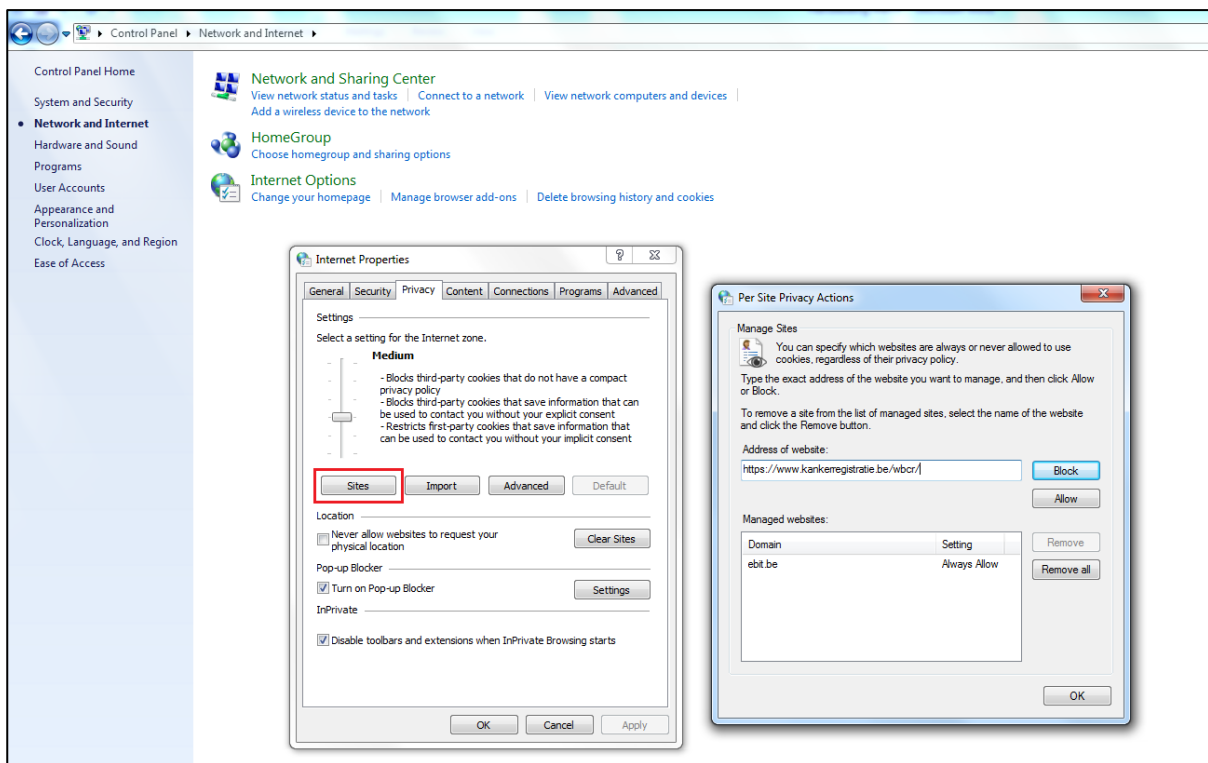 Control Panel Network and Internet
Control Panel Home
System and Security
Network and Internet
Hardware and Sound
Programs
User Accounts
Appearance and
Personalization
Clock, Language, and Region
Ease of Access
Network and Sharing Center
View network status and tasks Connect to a network View network computers and devices
Add a wireless device to the network
HomeGroup
Choose homegroup and sharing options
Internet Options
Change your homepage Manage browser add-ons Delete browsing history and cookies
Internet Properties
General Security Privacy Content Connections Programs Advanced
Settings
Select a setting for the Internet zone.
Medium
- Blocks third-party cookies that do not have a compact
privacy policy
- Blocks third-party cookies that save information that can
be used to contact you without your explicit consent
- Restricts first-party cookies that save information that
can be used to contact you without your implicit consent
Sites Import Advanced Default
Location
Never allow websites to request your
physical location
Clear Sites
Pop-up Blocker
Turn on Pop-up Blocker Settings
InPrivate
Disable toolbars and extensions when InPrivate Browsing starts
OK Cancel Apply
Per Site Privacy Actions
Manage Sites
You can specify which websites are always or never allowed to use
cookies, regardless of their privacy policy.
Type the exact address of the website you want to manage, and then click Allow
or Block.
To remove a site from the list of managed sites, select the name of the website
and click the Remove button.
Address of website:
https://www.kankerregistratie.be/wbcr/ Block
Allow
Managed websites:
Domain Setting Remove
ebit.be Always Allow Remove all
OK